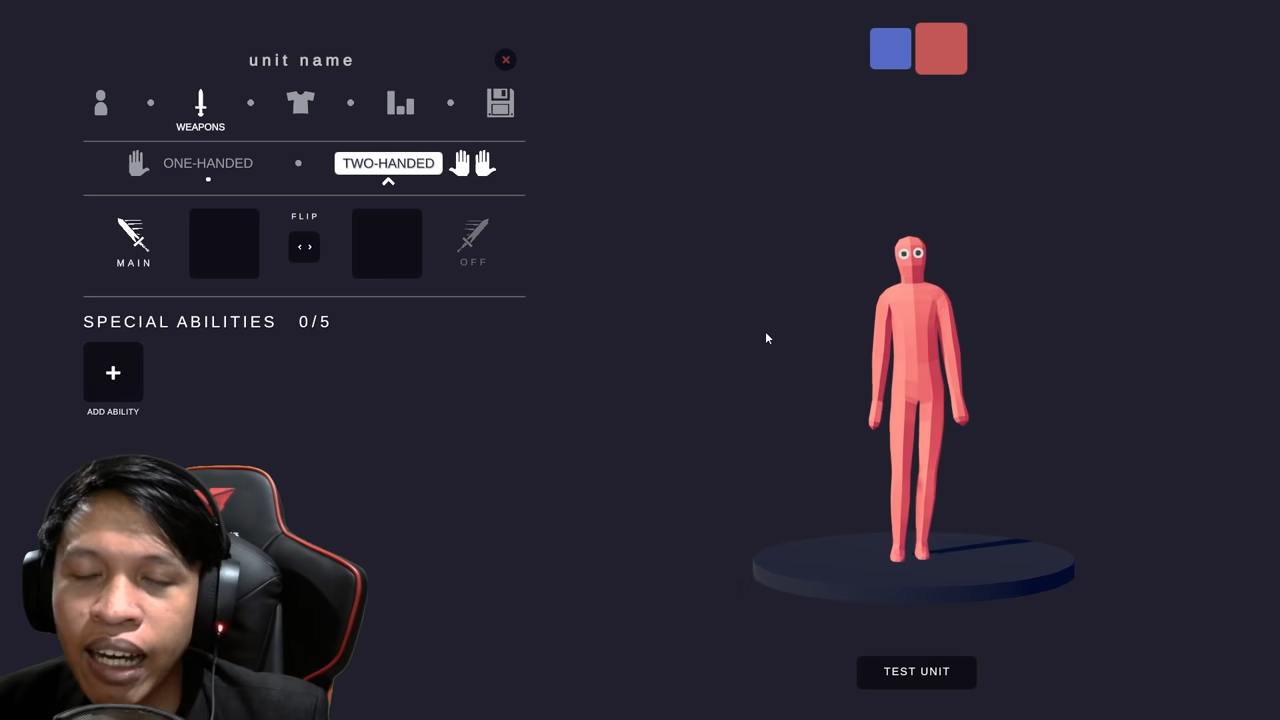 unit name
WEAPONS
ONE-HANDED
TWO-HANDED
FLIP
MAIN
OFF
SPECIAL ABILITIES 0/5
ADD ABILITY
TEST UNIT